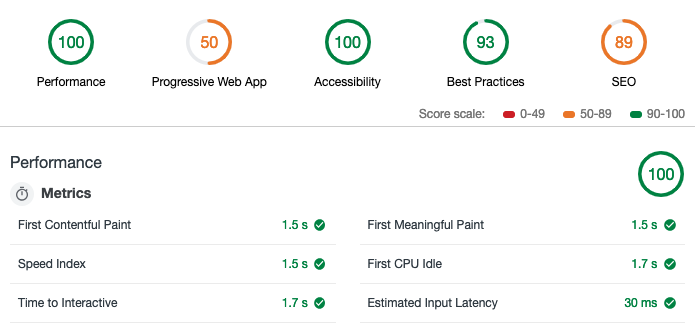 100 50 100 93 89
Performance Progressive Web App Accessibility Best Practices SEO
Score scale: 0-49 50-89 90-100
Performance 100
Metrics
First Contentful Paint 1.5 s First Meaningful Paint 1.5 s
Speed Index 1.5 s First CPU Idle 1.7 s
Time to Interactive 1.7 s Estimated Input Latency 30 ms